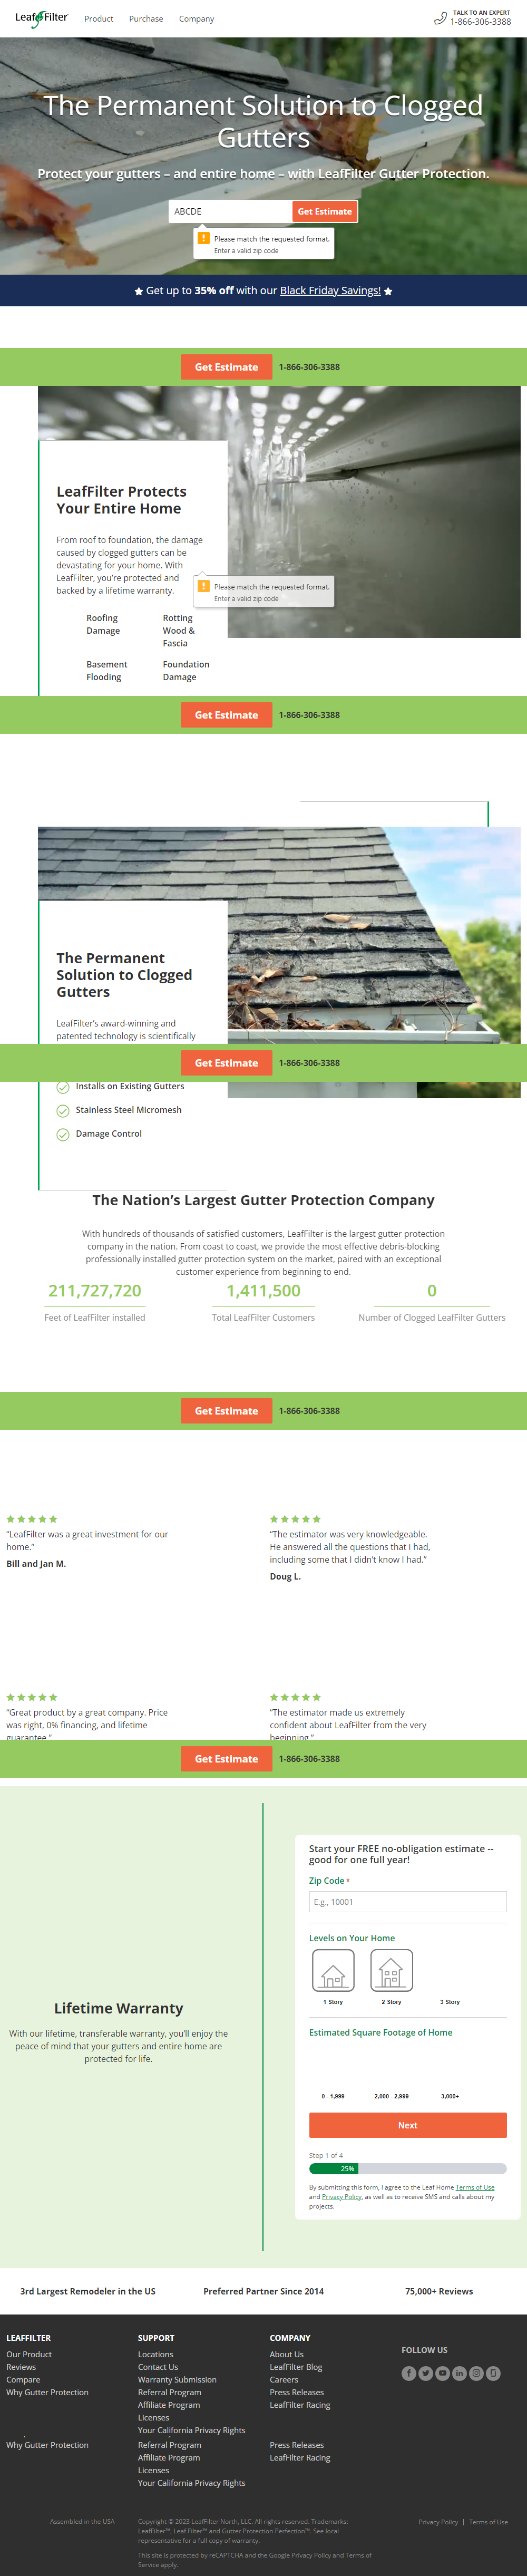 LeafFilter
Product
Purchase
Company
TALK TO AN EXPERT
1-866-306-3388
The Permanent Solution to Clogged
Gutters
Protect your gutters – and entire home – with LeafFilter Gutter Protection.
ABCDE
Get Estimate
Please match the requested format.
Enter a valid zip code
Get up to 35% off with our Black Friday Savings!
Get Estimate
1-866-306-3388
LeafFilter Protects
Your Entire Home
From roof to foundation, the damage
caused by clogged gutters can be
devastating for your home. With
LeafFilter, you’re protected and
backed by a lifetime warranty.
Please match the requested format.
Enter a valid zip code
Roofing
Damage
Rotting
Wood &
Fascia
Basement
Flooding
Foundation
Damage
Get Estimate
1-866-306-3388
The Permanent
Solution to Clogged
Gutters
LeafFilter’s award-winning and
patented technology is scientifically
Get Estimate
1-866-306-3388
Installs on Existing Gutters
Stainless Steel Micromesh
Damage Control
The Nation’s Largest Gutter Protection Company
With hundreds of thousands of satisfied customers, LeafFilter is the largest gutter protection
company in the nation. From coast to coast, we provide the most effective debris-blocking
professionally installed gutter protection system on the market, paired with an exceptional
customer experience from beginning to end.
211,727,720
Feet of LeafFilter installed
1,411,500
Total LeafFilter Customers
0
Number of Clogged LeafFilter Gutters
Get Estimate
1-866-306-3388
“LeafFilter was a great investment for our
home.”
Bill and Jan M.
“The estimator was very knowledgeable.
He answered all the questions that I had,
including some that I didn’t know I had.”
Doug L.
“Great product by a great company. Price
was right, 0% financing, and lifetime
guarantee.”
“The estimator made us extremely
confident about LeafFilter from the very
beginning.”
Get Estimate
1-866-306-3388
Lifetime Warranty
With our lifetime, transferable warranty, you’ll enjoy the
peace of mind that your gutters and entire home are
protected for life.
Start your FREE no-obligation estimate --
good for one full year!
Zip Code *
E.g., 10001
Levels on Your Home
1 Story
2 Story
3 Story
Estimated Square Footage of Home
0 - 1,999
2,000 - 2,999
3,000+
Next
Step 1 of 4
25%
By submitting this form, I agree to the Leaf Home Terms of Use
and Privacy Policy, as well as to receive SMS and calls about my
projects.
3rd Largest Remodeler in the US
Preferred Partner Since 2014
75,000+ Reviews
LEAFFILTER
Our Product
Reviews
Compare
Why Gutter Protection
Why Gutter Protection
SUPPORT
Locations
Contact Us
Warranty Submission
Referral Program
Affiliate Program
Licenses
Your California Privacy Rights
Referral Program
Affiliate Program
Licenses
Your California Privacy Rights
COMPANY
About Us
LeafFilter Blog
Careers
Press Releases
LeafFilter Racing
Press Releases
LeafFilter Racing
FOLLOW US
Assembled in the USA
Copyright © 2023 LeafFilter North, LLC. All rights reserved. Trademarks:
LeafFilter™, Leaf Filter™ and Gutter Protection Perfection™. See local
representative for a full copy of warranty.
This site is protected by reCAPTCHA and the Google Privacy Policy and Terms of
Service apply.
Privacy Policy | Terms of Use